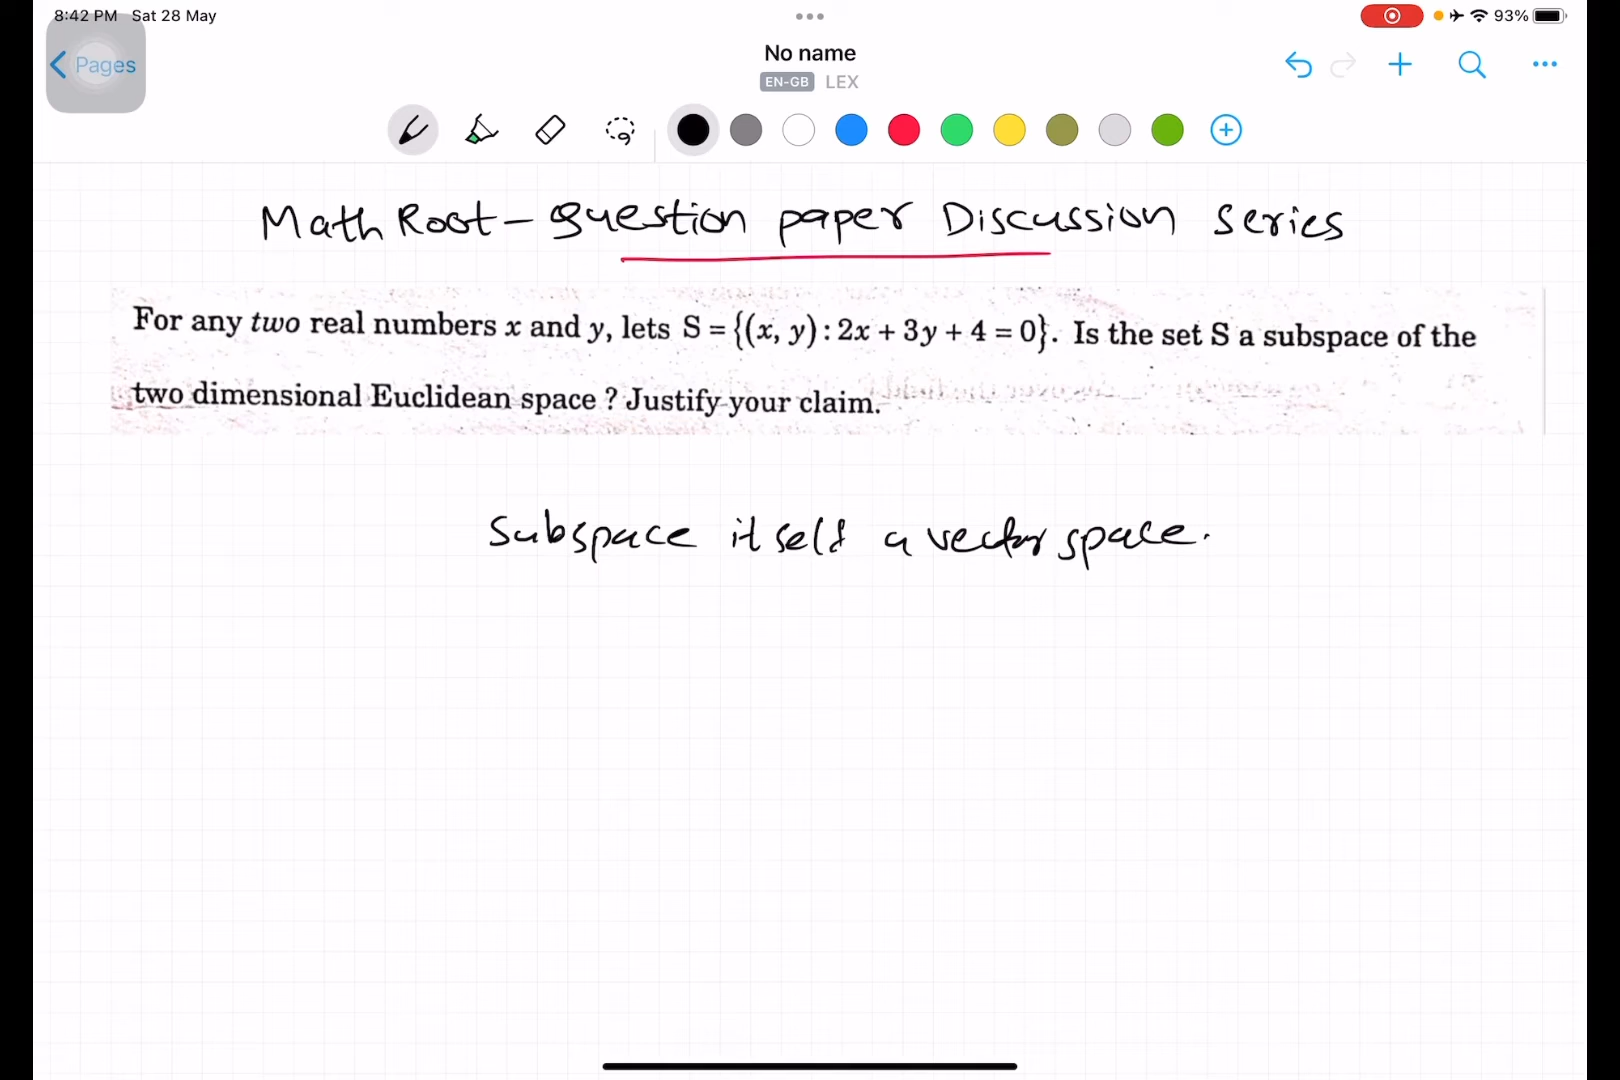 8:42 PM Sat 28 May
93%
Pages
No name
EN-GB LEX
Math Root - Question paper Discussion Series
For any two real numbers x and y, lets S = {(x, y) : 2x + 3y + 4 = 0}. Is the set S a subspace of the
two dimensional Euclidean space ? Justify your claim.
Subspace itself a vector space.